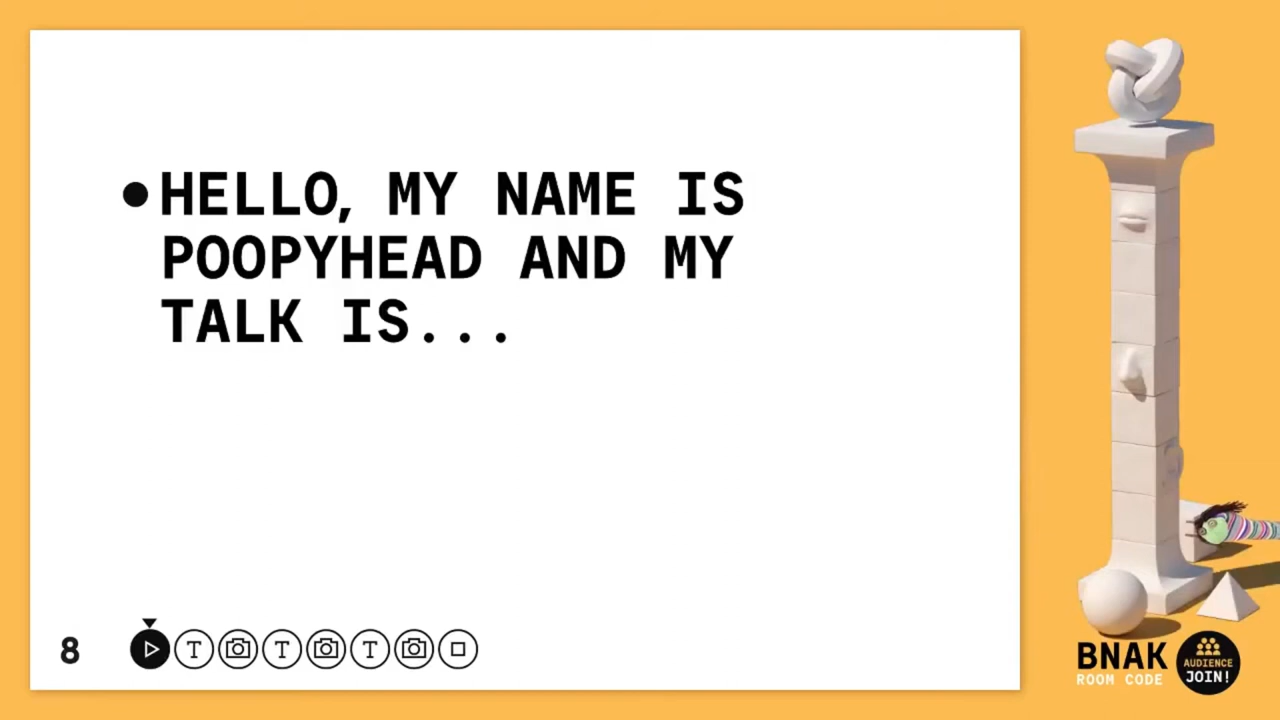 ●HELLO, MY NAME IS
POOPYHEAD AND MY
TALK IS...
8
T
T
T
BNAK
ROOM CODE
AUDIENCE
JOIN!